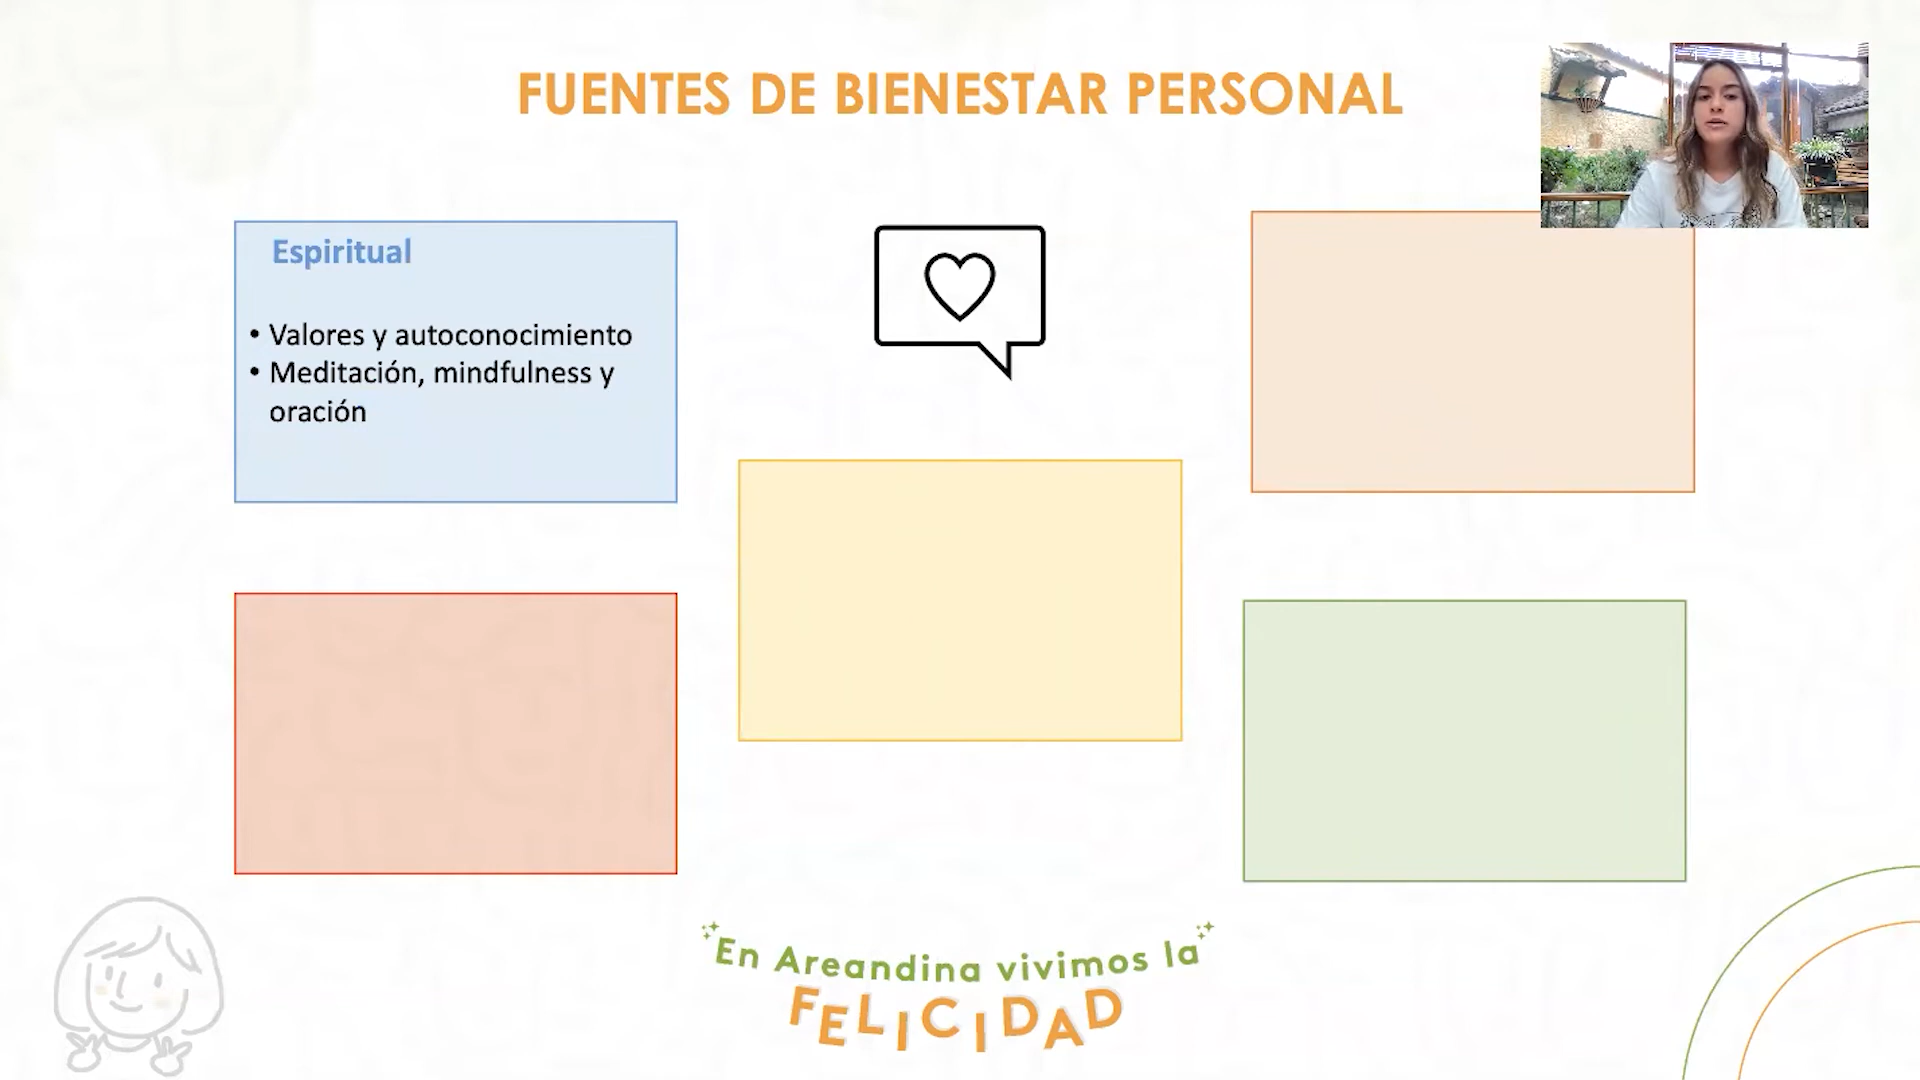 FUENTES DE BIENESTAR PERSONAL
Espiritual
• Valores y autoconocimiento
• Meditación, mindfulness y
oración
En Areandina vivimos la
FELICIDAD